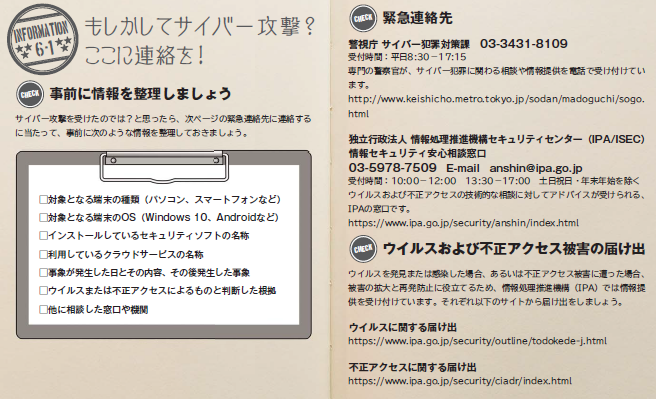 INFORMATION
6-1
もしかしてサイバー攻撃？
ここに連絡を！
CHECK
事前に情報を整理しましょう
サイバー攻撃を受けたのでは？と思ったら、次ページの緊急連絡先に連絡する
に当たって、事前に次のような情報を整理しておきましょう。
□対象となる端末の種類（パソコン、スマートフォンなど）
□対象となる端末のOS（Windows 10、Androidなど）
□インストールしているセキュリティソフトの名称
□利用しているクラウドサービスの名称
□事象が発生した日とその内容、その後発生した事象
□ウイルスまたは不正アクセスによるものと判断した根拠
□他に相談した窓口や機関
CHECK
緊急連絡先
警視庁 サイバー犯罪対策課　03-3431-8109
受付時間：平日8:30－17:15
専門の警察官が、サイバー犯罪に関わる相談や情報提供を電話で受け付けていま
す。
http://www.keishicho.metro.tokyo.jp/sodan/madoguchi/sogo.
html
独立行政法人 情報処理推進機構セキュリティセンター（IPA/ISEC）
情報セキュリティ安心相談窓口
03-5978-7509　E-mail　anshin@ipa.go.jp
受付時間：10:00－12:00　13:30－17:00　土日祝日・年末年始を除く
ウイルスおよび不正アクセスの技術的な相談に対してアドバイスが受けられる、
IPAの窓口です。
https://www.ipa.go.jp/security/anshin/index.html
CHECK
ウイルスおよび不正アクセス被害の届け出
ウイルスを発見または感染した場合、あるいは不正アクセス被害に遭った場合、
被害の拡大と再発防止に役立てるため、情報処理推進機構（IPA）では情報提
供を受け付けています。それぞれ以下のサイトから届け出をしましょう。
ウイルスに関する届け出
https://www.ipa.go.jp/security/outline/todokede-j.html
不正アクセスに関する届け出
https://www.ipa.go.jp/security/ciadr/index.html